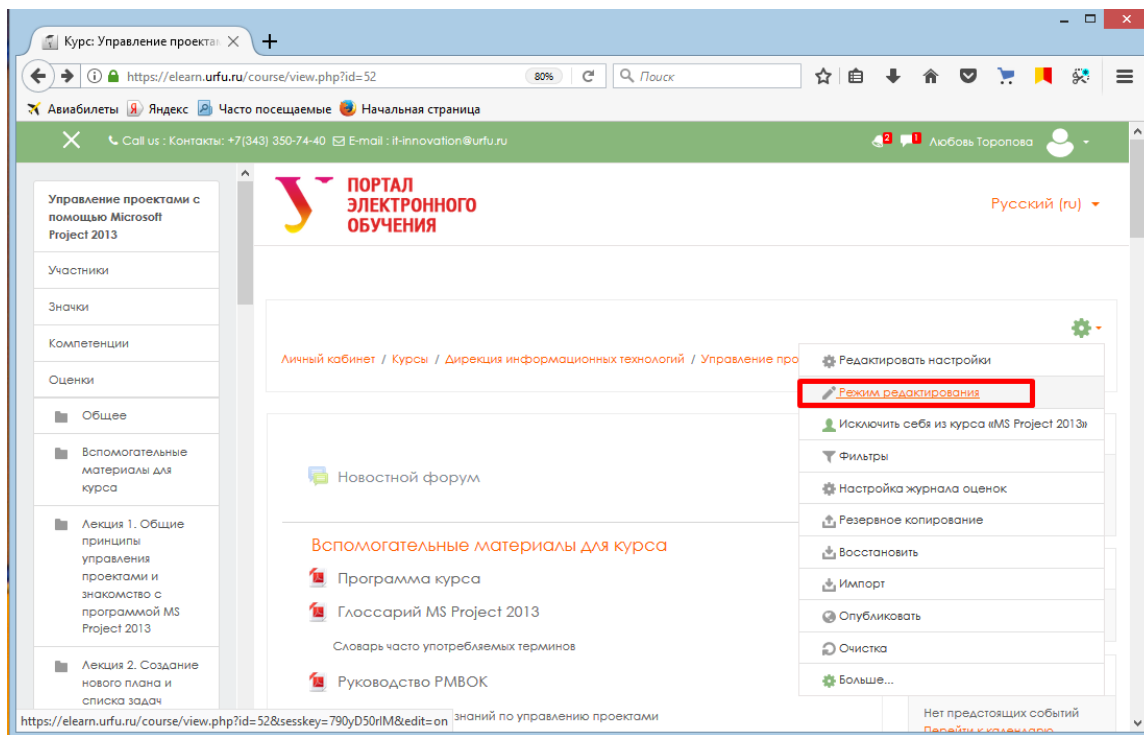 Курс: Управление проектам
https://elearn.urfu.ru/course/view.php?id=52
80%
Поиск
Авиабилеты Яндекс Часто посещаемые Начальная страница
Call us : Контакты: +7(343) 350-74-40 E-mail : it-innovation@urfu.ru
2 1 Любовь Торопова
Управление проектами с
помощью Microsoft
Project 2013
Участники
Значки
Компетенции
Оценки
Общее
Вспомогательные
материалы для
курса
Лекция 1. Общие
принципы
управления
проектами и
знакомство с
программой MS
Project 2013
Лекция 2. Создание
нового плана и
списка задач
ПОРТАЛ
ЭЛЕКТРОННОГО
ОБУЧЕНИЯ
Русский (ru)
Личный кабинет / Курсы / Дирекция информационных технологий / Управление про
Редактировать настройки
Режим редактирования
Исключить себя из курса «MS Project 2013»
Фильтры
Настройка журнала оценок
Резервное копирование
Восстановить
Импорт
Опубликовать
Очистка
Больше...
Новостной форум
Вспомогательные материалы для курса
Программа курса
Глоссарий MS Project 2013
Словарь часто употребляемых терминов
Руководство PMBOK
знаний по управлению проектами
Нет предстоящих событий
Перейти к календарю
https://elearn.urfu.ru/course/view.php?id=52&sesskey=790yD50rIM&edit=on